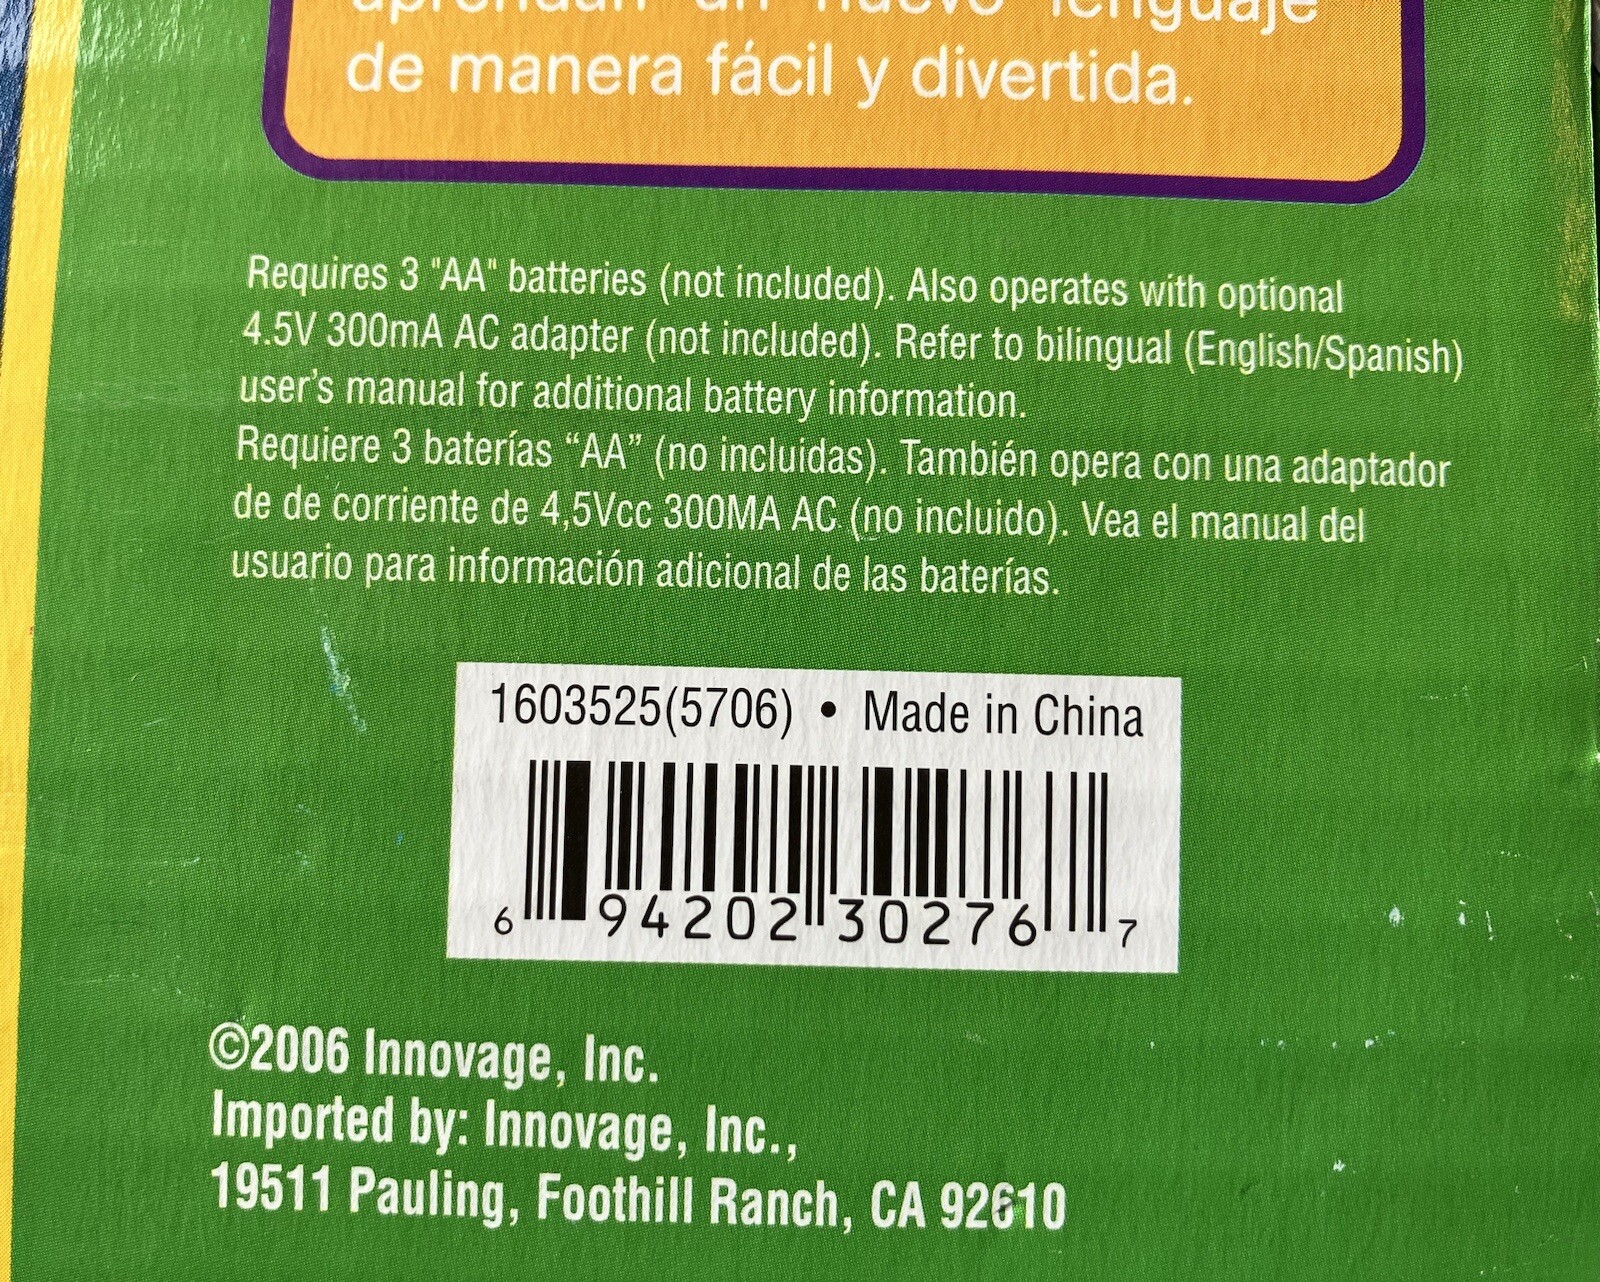 aprendan un nuevo lenguaje
de manera fácil y divertida.
Requires 3 "AA" batteries (not included). Also operates with optional
4.5V 300mA AC adapter (not included). Refer to bilingual (English/Spanish)
user's manual for additional battery information.
Requiere 3 baterías “AA” (no incluidas). También opera con una adaptador
de de corriente de 4,5Vcc 300MA AC (no incluido). Vea el manual del
usuario para información adicional de las baterías.
1603525(5706) • Made in China
6 94202 30276 7
©2006 Innovage, Inc.
Imported by: Innovage, Inc.,
19511 Pauling, Foothill Ranch, CA 92610